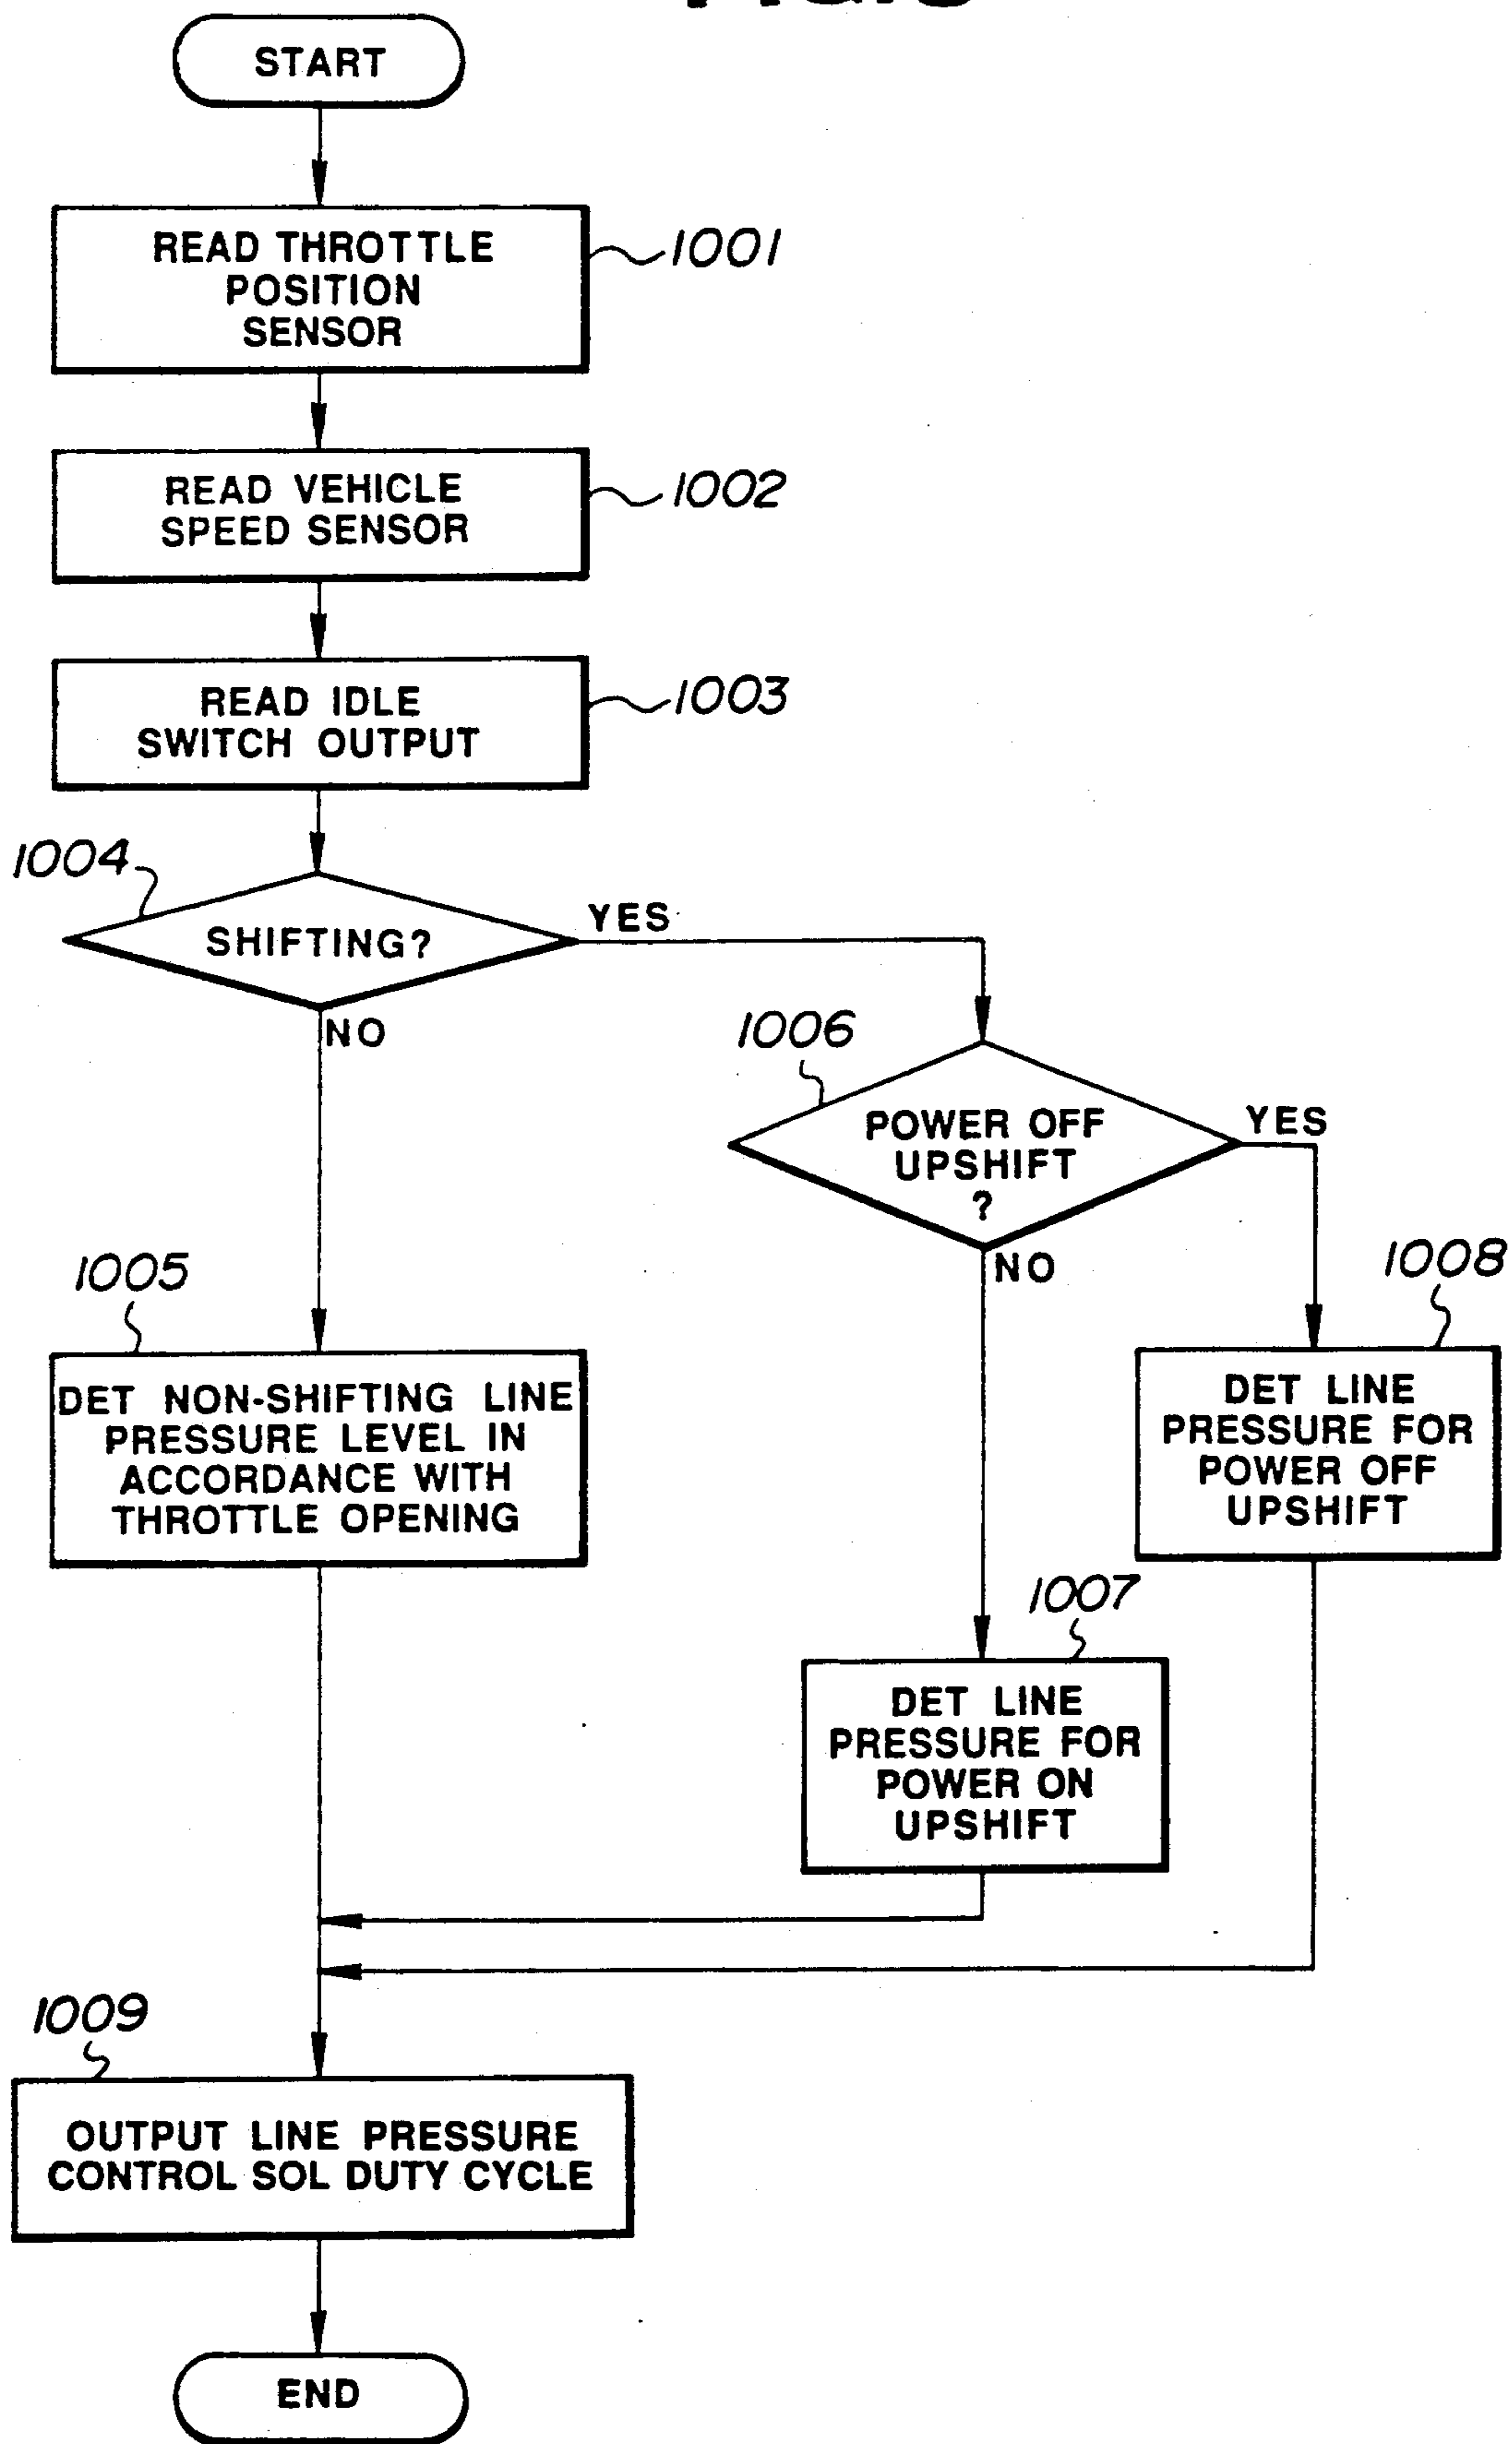 START
READ THROTTLE
POSITION
SENSOR
1001
READ VEHICLE
SPEED SENSOR
1002
READ IDLE
SWITCH OUTPUT
1003
1004
SHIFTING?
YES
NO
1006
POWER OFF
UPSHIFT
?
YES
NO
1005
DET NON-SHIFTING LINE
PRESSURE LEVEL IN
ACCORDANCE WITH
THROTTLE OPENING
1008
DET LINE
PRESSURE FOR
POWER OFF
UPSHIFT
1007
DET LINE
PRESSURE FOR
POWER ON
UPSHIFT
1009
OUTPUT LINE PRESSURE
CONTROL SOL DUTY CYCLE
END